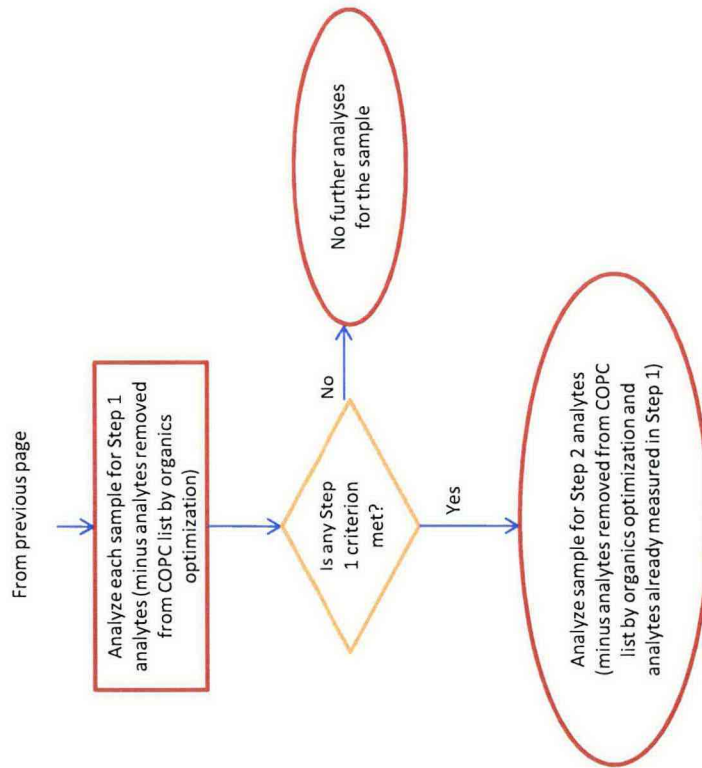 From previous page
Analyze each sample for Step 1
analytes (minus analytes removed
from COPC list by organics
optimization)
Is any Step
1 criterion
met?
No
No further analyses
for the sample
Yes
Analyze sample for Step 2 analytes
(minus analytes removed from COPC
list by organics optimization and
analytes already measured in Step 1)